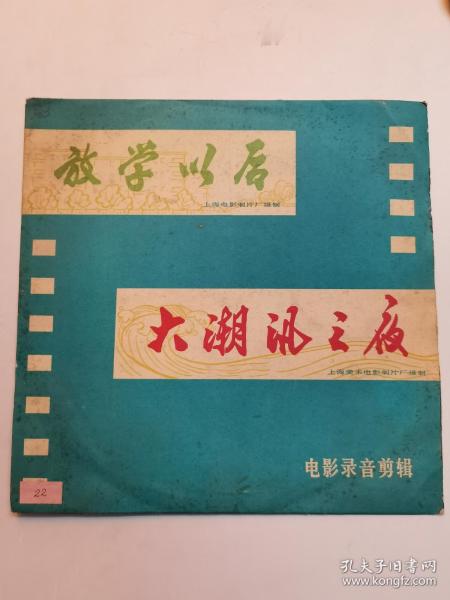 放学以后
上海电影制片厂摄制
大潮汛之夜
上海美术电影制片厂摄制
电影录音剪辑
22
孔夫子旧书网
www.kongfz.com